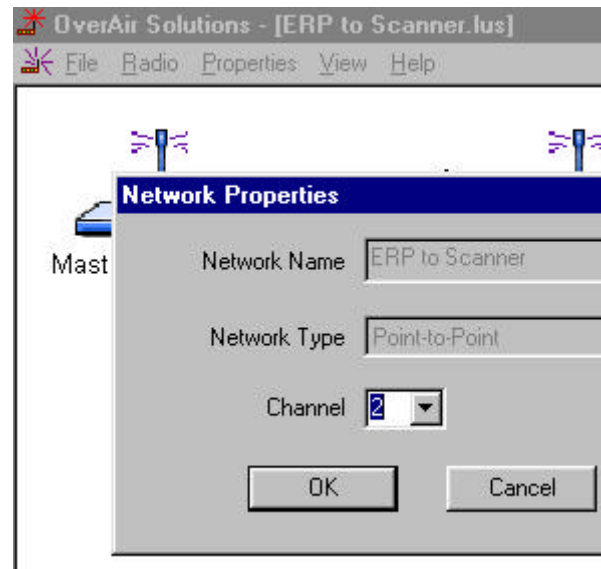 OverAir Solutions - [ERP to Scanner.lus]
File Radio Properties View Help
Network Properties
Mast
Network Name ERP to Scanner
Network Type Point-to-Point
Channel 2
OK Cancel